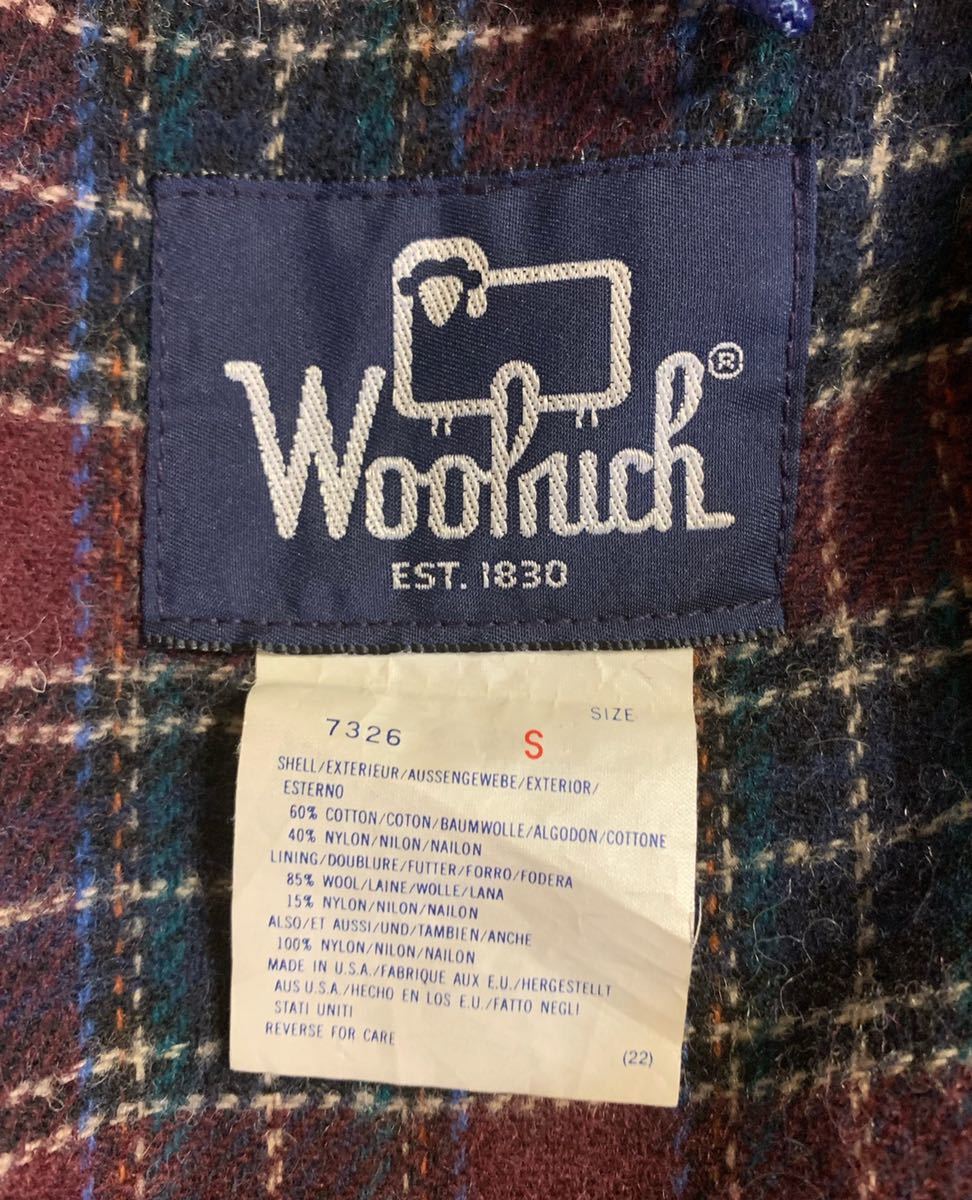 Woolrich®
EST. 1830
SIZE
7326 S
SHELL/EXTERIEUR/AUSSENGEWEBE/EXTERIOR/
ESTERNO
60% COTTON/COTON/BAUMWOLLE/ALGODON/COTTONE
40% NYLON/NILON/NAILON
LINING/DOUBLURE/FUTTER/FORRO/FODERA
85% WOOL/LAINE/WOLLE/LANA
15% NYLON/NILON/NAILON
ALSO/ET AUSSI/UND/TAMBIEN/ANCHE
100% NYLON/NILON/NAILON
MADE IN U.S.A./FABRIQUE AUX E.U./HERGESTELLT
AUS U.S.A./HECHO EN LOS E.U./FATTO NEGLI
STATI UNITI
REVERSE FOR CARE
(22)